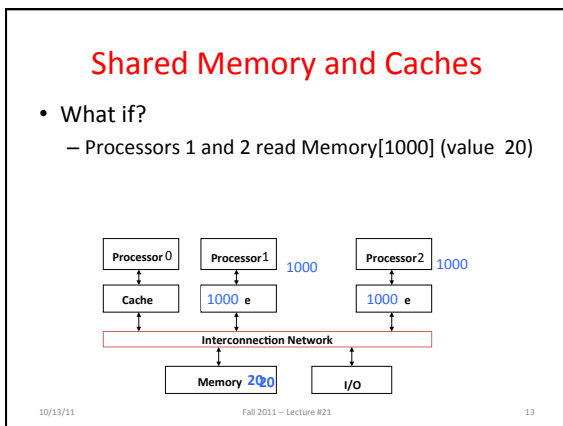 Shared Memory and Caches
• What if?
– Processors 1 and 2 read Memory[1000] (value 20)
Processor 0 Processor 1 1000 Processor 2 1000
Cache 1000 e 1000 e
Interconnection Network
Memory 20 20 I/O
10/13/11 Fall 2011 -- Lecture #21 13